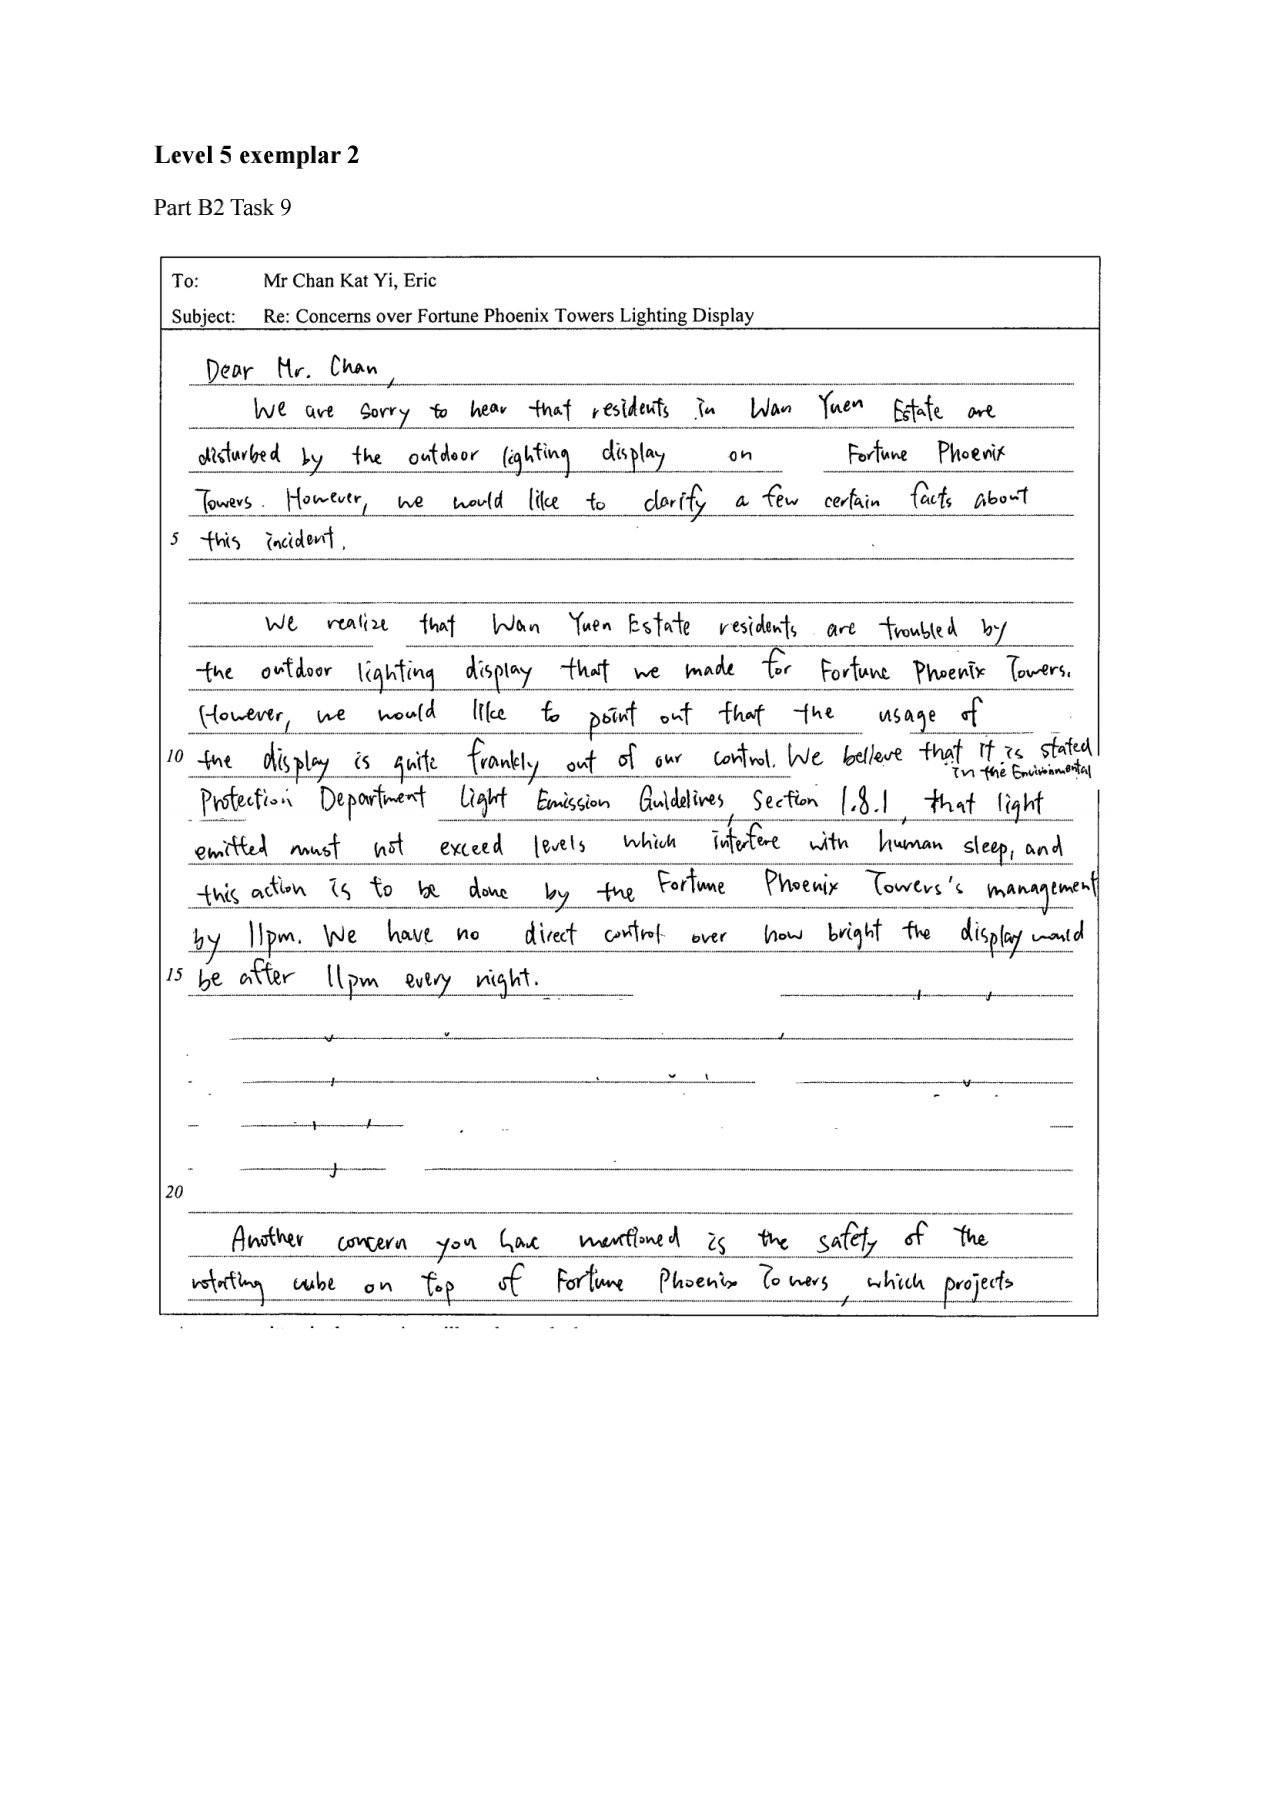 Level 5 exemplar 2
Part B2 Task 9
To: Mr Chan Kat Yi, Eric
Subject: Re: Concerns over Fortune Phoenix Towers Lighting Display
Dear Mr. Chan,
We are sorry to hear that residents in Wan Yuen Estate are
disturbed by the outdoor lighting display on Fortune Phoenix
Towers. However, we would like to clarify a few certain facts about
5 this incident.
We realize that Wan Yuen Estate residents are troubled by
the outdoor lighting display that we made for Fortune Phoenix Towers.
However, we would like to point out that the usage of
10 the display is quite frankly out of our control. We believe that it is stated
in the Environmental
Protection Department Light Emission Guidelines, Section 1.8.1, that light
emitted must not exceed levels which interfere with human sleep, and
this action is to be done by the Fortune Phoenix Towers's management
by 11pm. We have no direct control over how bright the display would
15 be after 11pm every night.
20
Another concern you have mentioned is the safety of the
rotating cube on top of Fortune Phoenix Towers, which projects